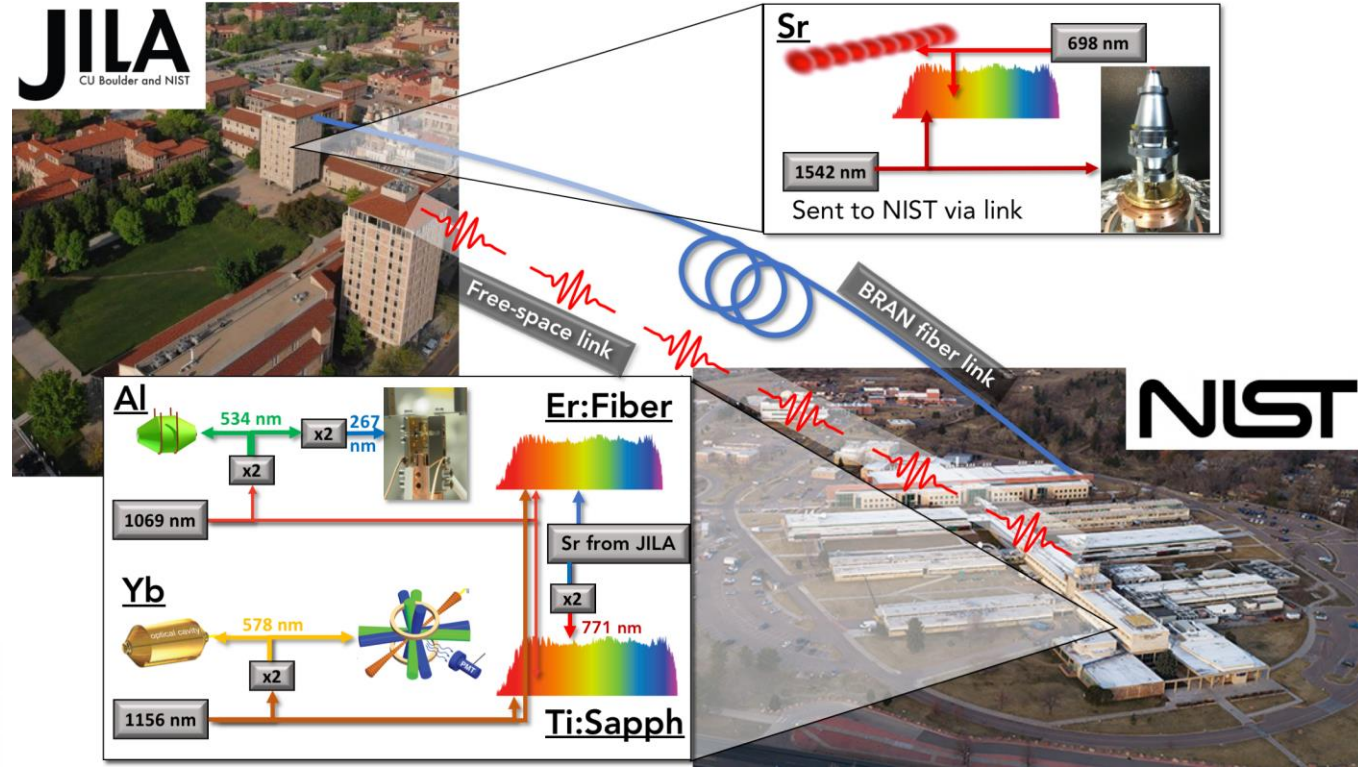 JILA
CU Boulder and NIST
Sr
698 nm
1542 nm
Sent to NIST via link
Free-space link
BRAN fiber link
NIST
Al
534 nm
x2
267
nm
x2
1069 nm
Er:Fiber
Sr from JILA
x2
771 nm
Yb
optical cavity
578 nm
PMT
x2
1156 nm
Ti:Sapph